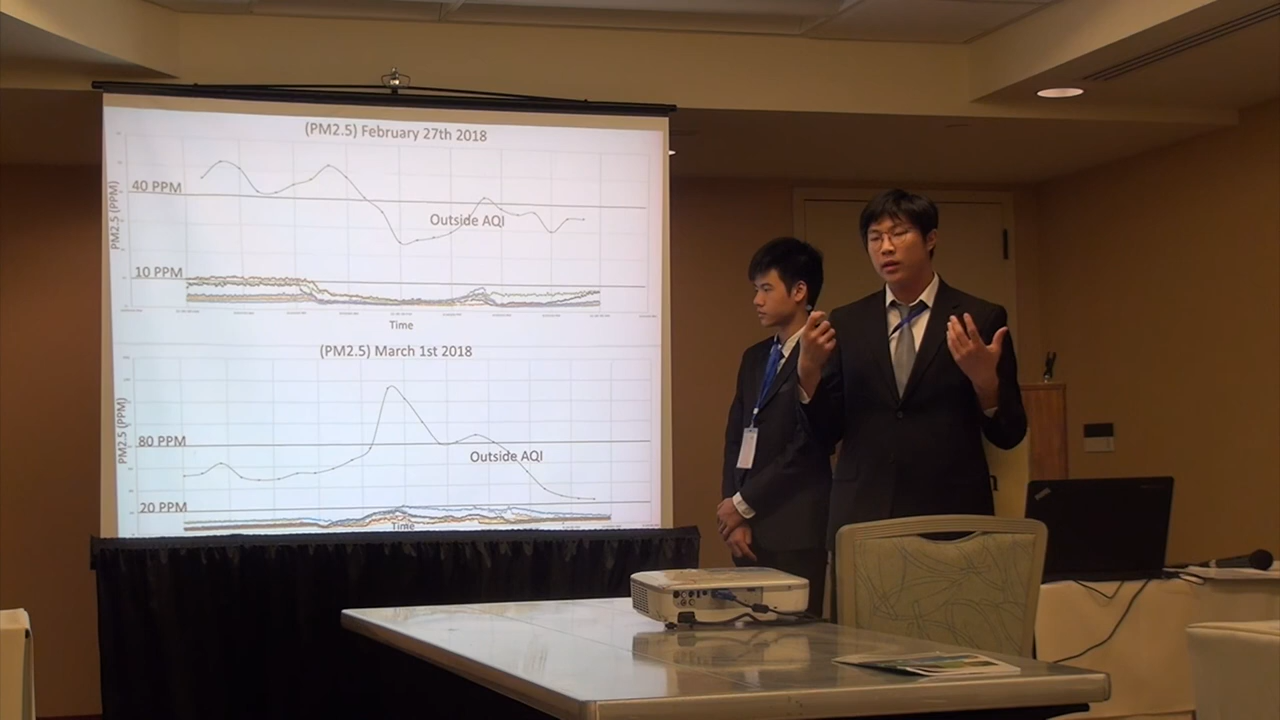 (PM2.5) February 27th 2018
PM2.5 (PPM)
40 PPM
Outside AQI
10 PPM
Time
(PM2.5) March 1st 2018
PM2.5 (PPM)
80 PPM
Outside AQI
20 PPM
Time